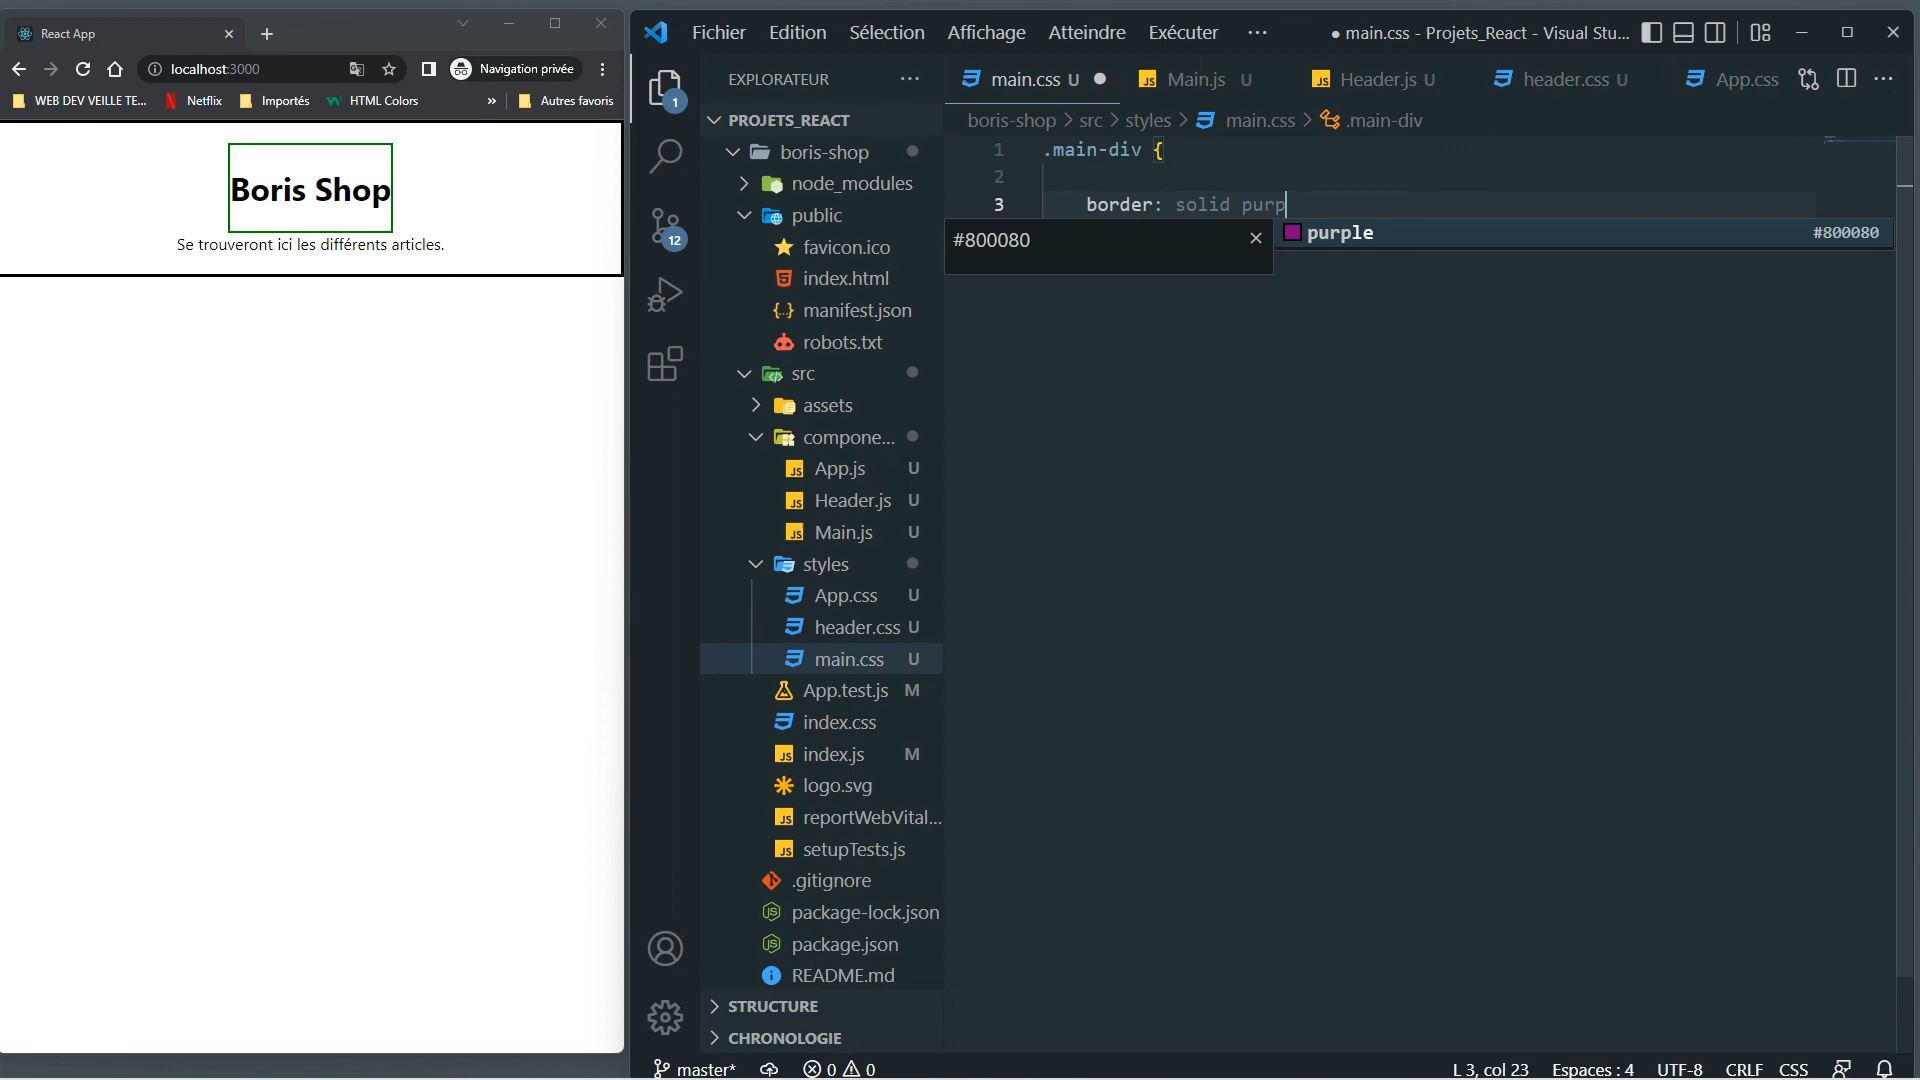 React App
localhost:3000
Navigation privée
WEB DEV VEILLE TE...
Netflix
Importés
HTML Colors
»
Autres favoris
Boris Shop
Se trouveront ici les différents articles.
Fichier Edition Sélection Affichage Atteindre Exécuter ···
● main.css - Projets_React - Visual Stu...
1
12
EXPLORATEUR ···
PROJETS_REACT
boris-shop
node_modules
public
favicon.ico
index.html
manifest.json
robots.txt
src
assets
compone...
App.js U
Header.js U
Main.js U
styles
App.css U
header.css U
main.css U
App.test.js M
index.css
index.js M
logo.svg
reportWebVital...
setupTests.js
.gitignore
package-lock.json
package.json
README.md
STRUCTURE
CHRONOLOGIE
main.css U ●
Main.js U
Header.js U
header.css U
App.css
···
boris-shop > src > styles > main.css > .main-div
1 .main-div {
2
3 border: solid purp
#800080
purple #800080
master*
0 0
L 3, col 23
Espaces : 4
UTF-8
CRLF
CSS